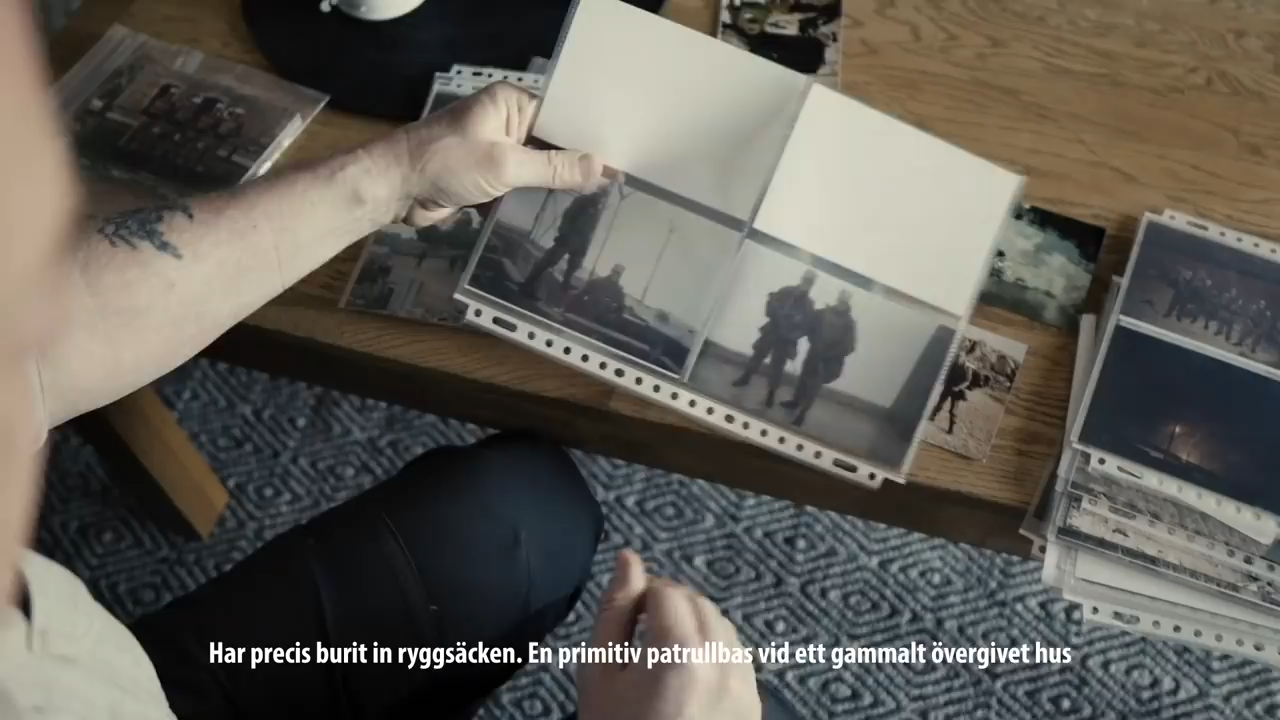 Har precis burit in ryggsäcken. En primitiv patrullbas vid ett gammalt övergivet hus